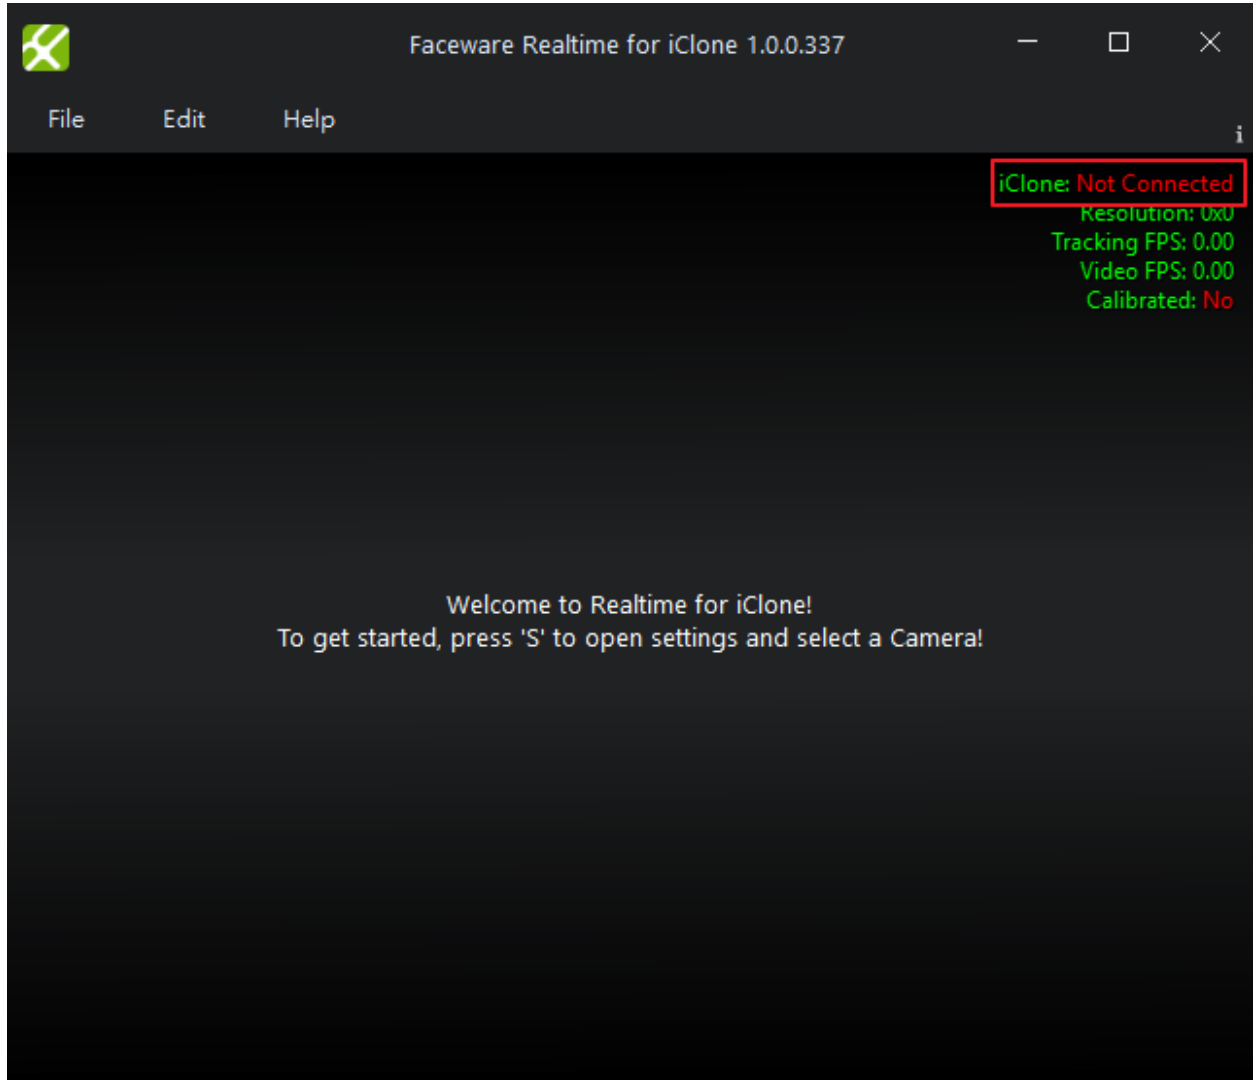 Faceware Realtime for iClone 1.0.0.337
File Edit Help
i
iClone: Not Connected
Resolution: 0x0
Tracking FPS: 0.00
Video FPS: 0.00
Calibrated: No
Welcome to Realtime for iClone!
To get started, press 'S' to open settings and select a Camera!